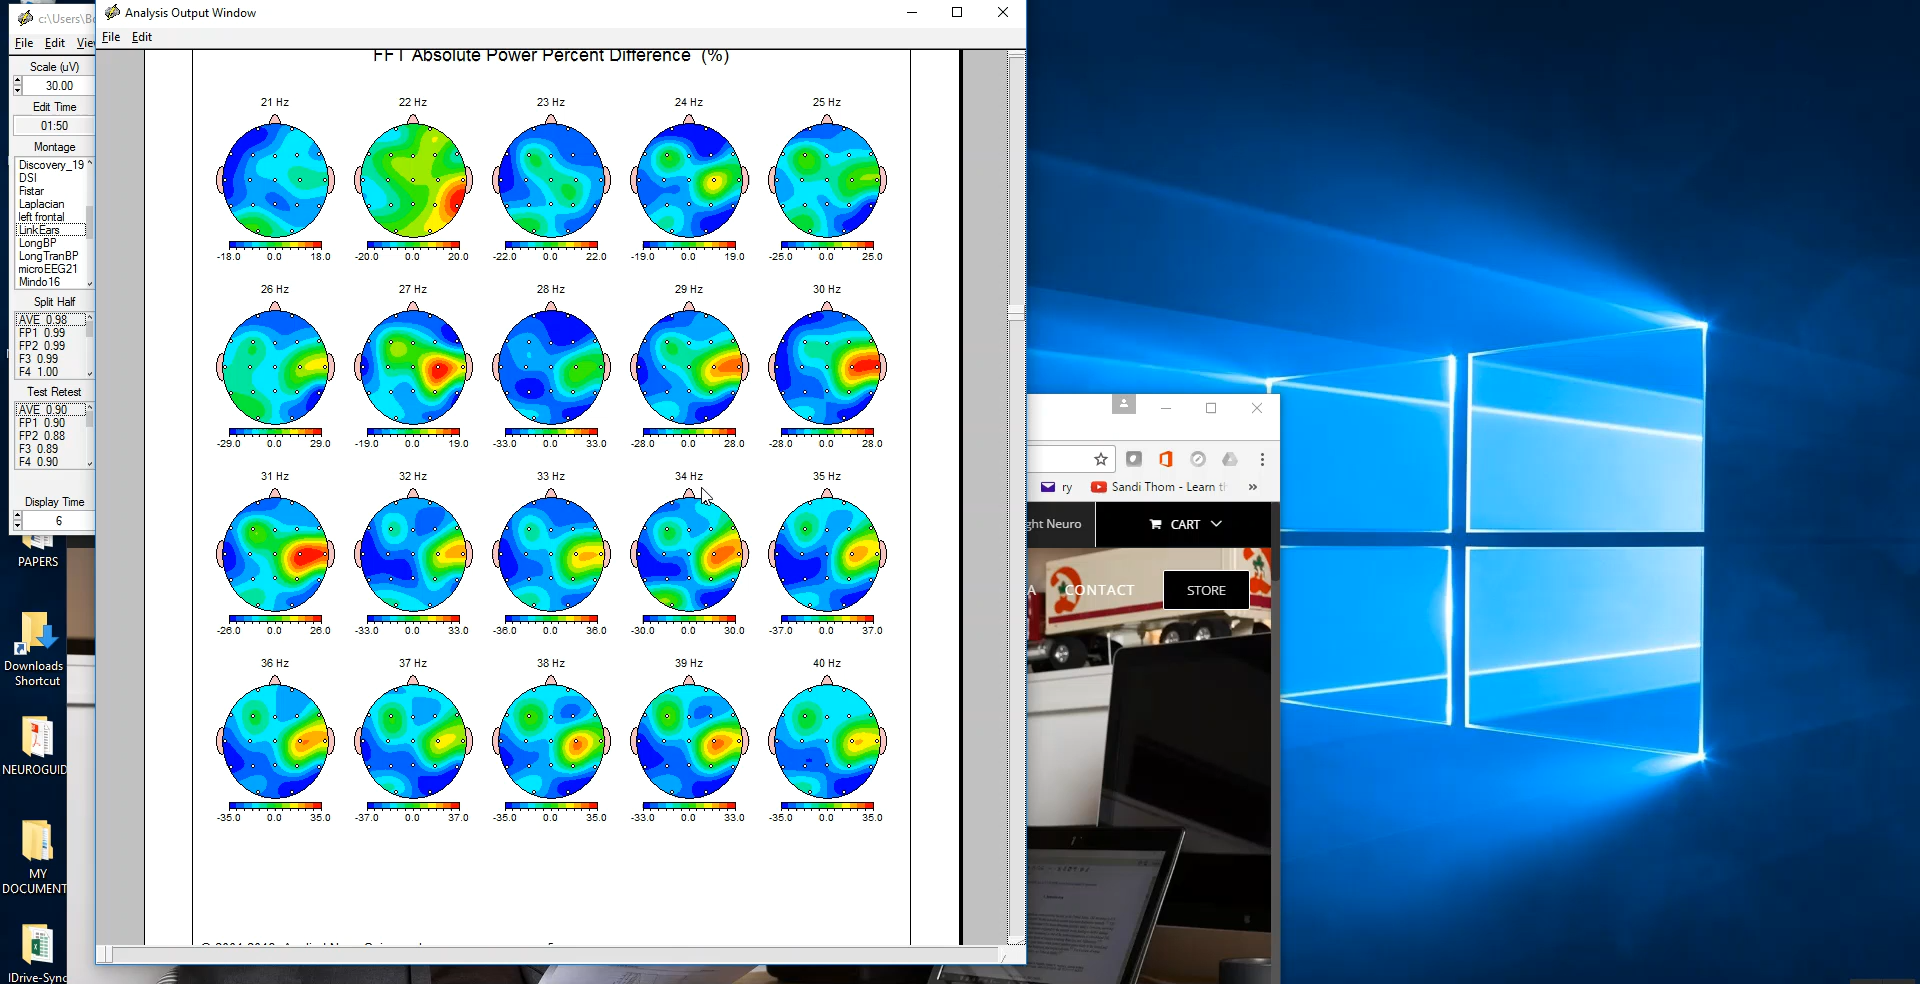 c:\Users\Bo
File Edit Vie
Scale (uV)
30.00
Edit Time
01:50
Montage
Discovery_19
DSI
Fistar
Laplacian
left frontal
LinkEars
LongBP
LongTranBP
microEEG21
Mindo16
Split Half
AVE 0.98
FP1 0.99
FP2 0.99
F3 0.99
F4 1.00
Test Retest
AVE 0.90
FP1 0.90
FP2 0.88
F3 0.89
F4 0.90
Display Time
6
PAPERS
Downloads
Shortcut
NEUROGUID
MY
DOCUMENT
IDrive-Sync
Analysis Output Window
File Edit
FFT Absolute Power Percent Difference (%)
21 Hz 22 Hz 23 Hz 24 Hz 25 Hz
-18.0 0.0 18.0 -20.0 0.0 20.0 -22.0 0.0 22.0 -19.0 0.0 19.0 -25.0 0.0 25.0
26 Hz 27 Hz 28 Hz 29 Hz 30 Hz
-29.0 0.0 29.0 -19.0 0.0 19.0 -33.0 0.0 33.0 -28.0 0.0 28.0 -28.0 0.0 28.0
31 Hz 32 Hz 33 Hz 34 Hz 35 Hz
-26.0 0.0 26.0 -33.0 0.0 33.0 -36.0 0.0 36.0 -30.0 0.0 30.0 -37.0 0.0 37.0
36 Hz 37 Hz 38 Hz 39 Hz 40 Hz
-35.0 0.0 35.0 -37.0 0.0 37.0 -35.0 0.0 35.0 -33.0 0.0 33.0 -35.0 0.0 35.0
ry Sandi Thom - Learn t »
ght Neuro CART
A CONTACT STORE